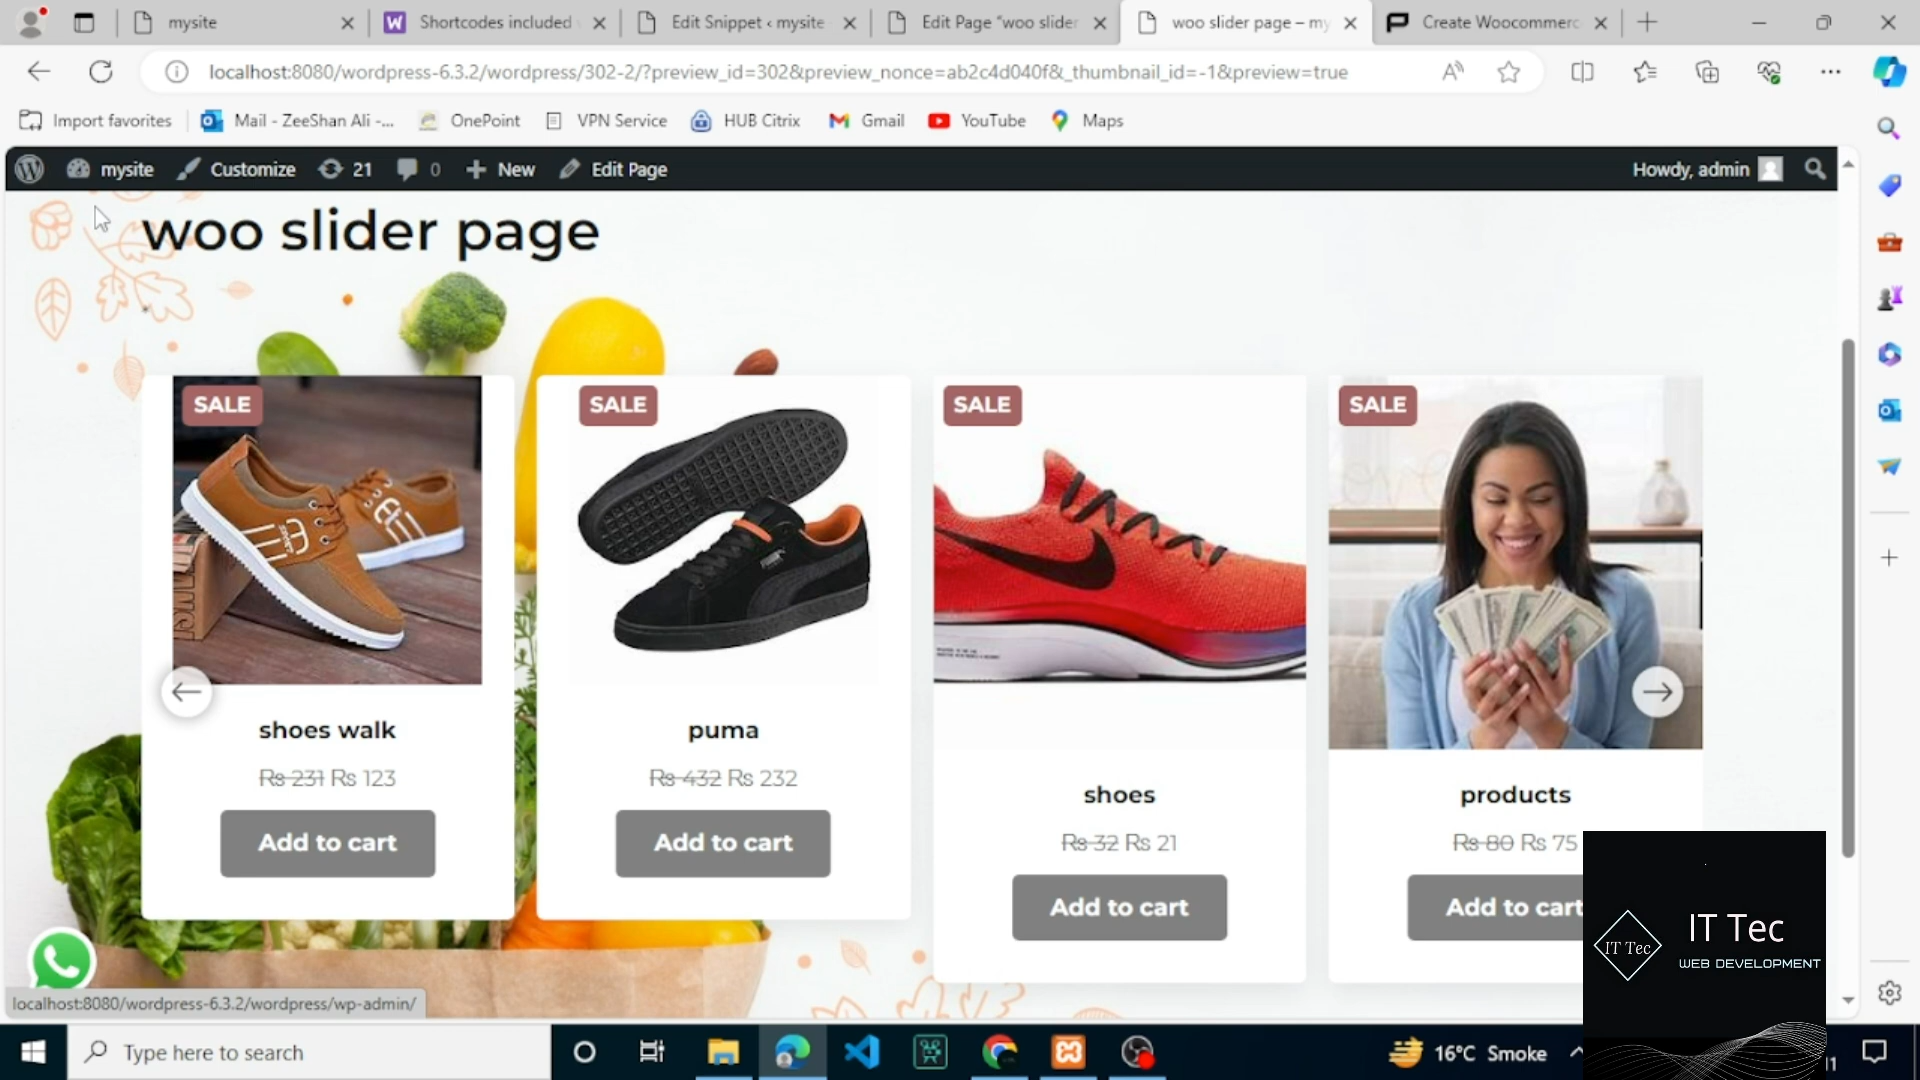 mysite
Shortcodes included
Edit Snippet ‹ mysite
Edit Page "woo slider
woo slider page – my
Create Woocommerc
localhost:8080/wordpress-6.3.2/wordpress/302-2/?preview_id=302&preview_nonce=ab2c4d040f&_thumbnail_id=-1&preview=true
Import favorites
Mail - ZeeShan Ali -...
OnePoint
VPN Service
HUB Citrix
Gmail
YouTube
Maps
mysite
Customize
21
0
New
Edit Page
Howdy, admin
woo slider page
SALE
SALE
SALE
SALE
shoes walk
Rs 231 Rs 123
Add to cart
puma
Rs 432 Rs 232
Add to cart
shoes
Rs 32 Rs 21
Add to cart
products
Rs 80 Rs 75
Add to cart
IT Tec
IT Tec
WEB DEVELOPMENT
localhost:8080/wordpress-6.3.2/wordpress/wp-admin/
Type here to search
16°C Smoke